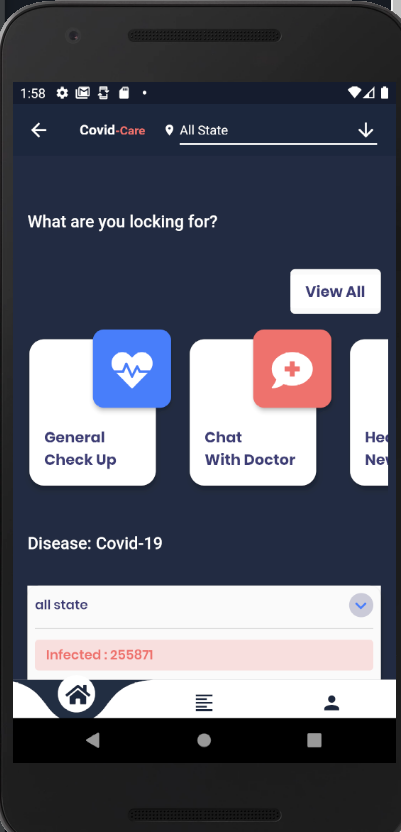 1:58
Covid-Care
All State
What are you locking for?
View All
General
Check Up
Chat
With Doctor
Hea
New
Disease: Covid-19
all state
Infected : 255871